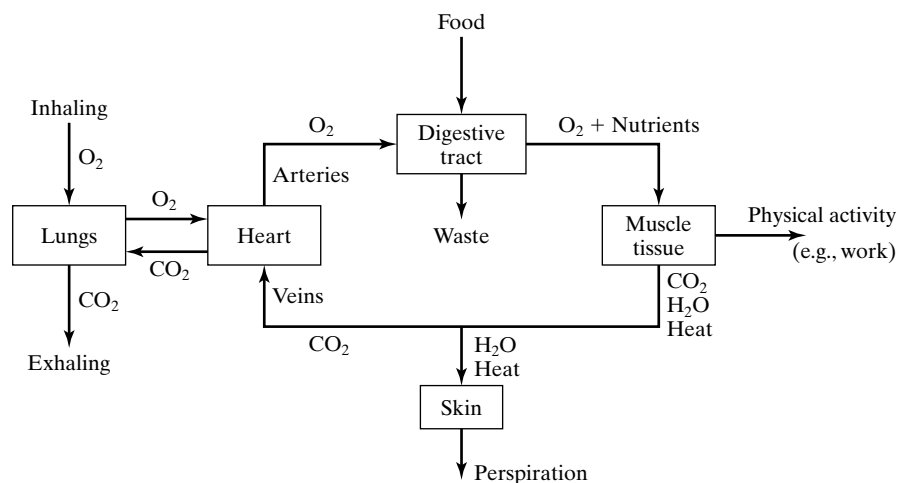 Food
Inhaling
O₂
O₂
Digestive
tract
O₂ + Nutrients
O₂
Arteries
Lungs
Heart
Waste
Muscle
tissue
Physical activity
(e.g., work)
CO₂
CO₂
Veins
CO₂
H₂O
Heat
Exhaling
CO₂
H₂O
Heat
Skin
Perspiration